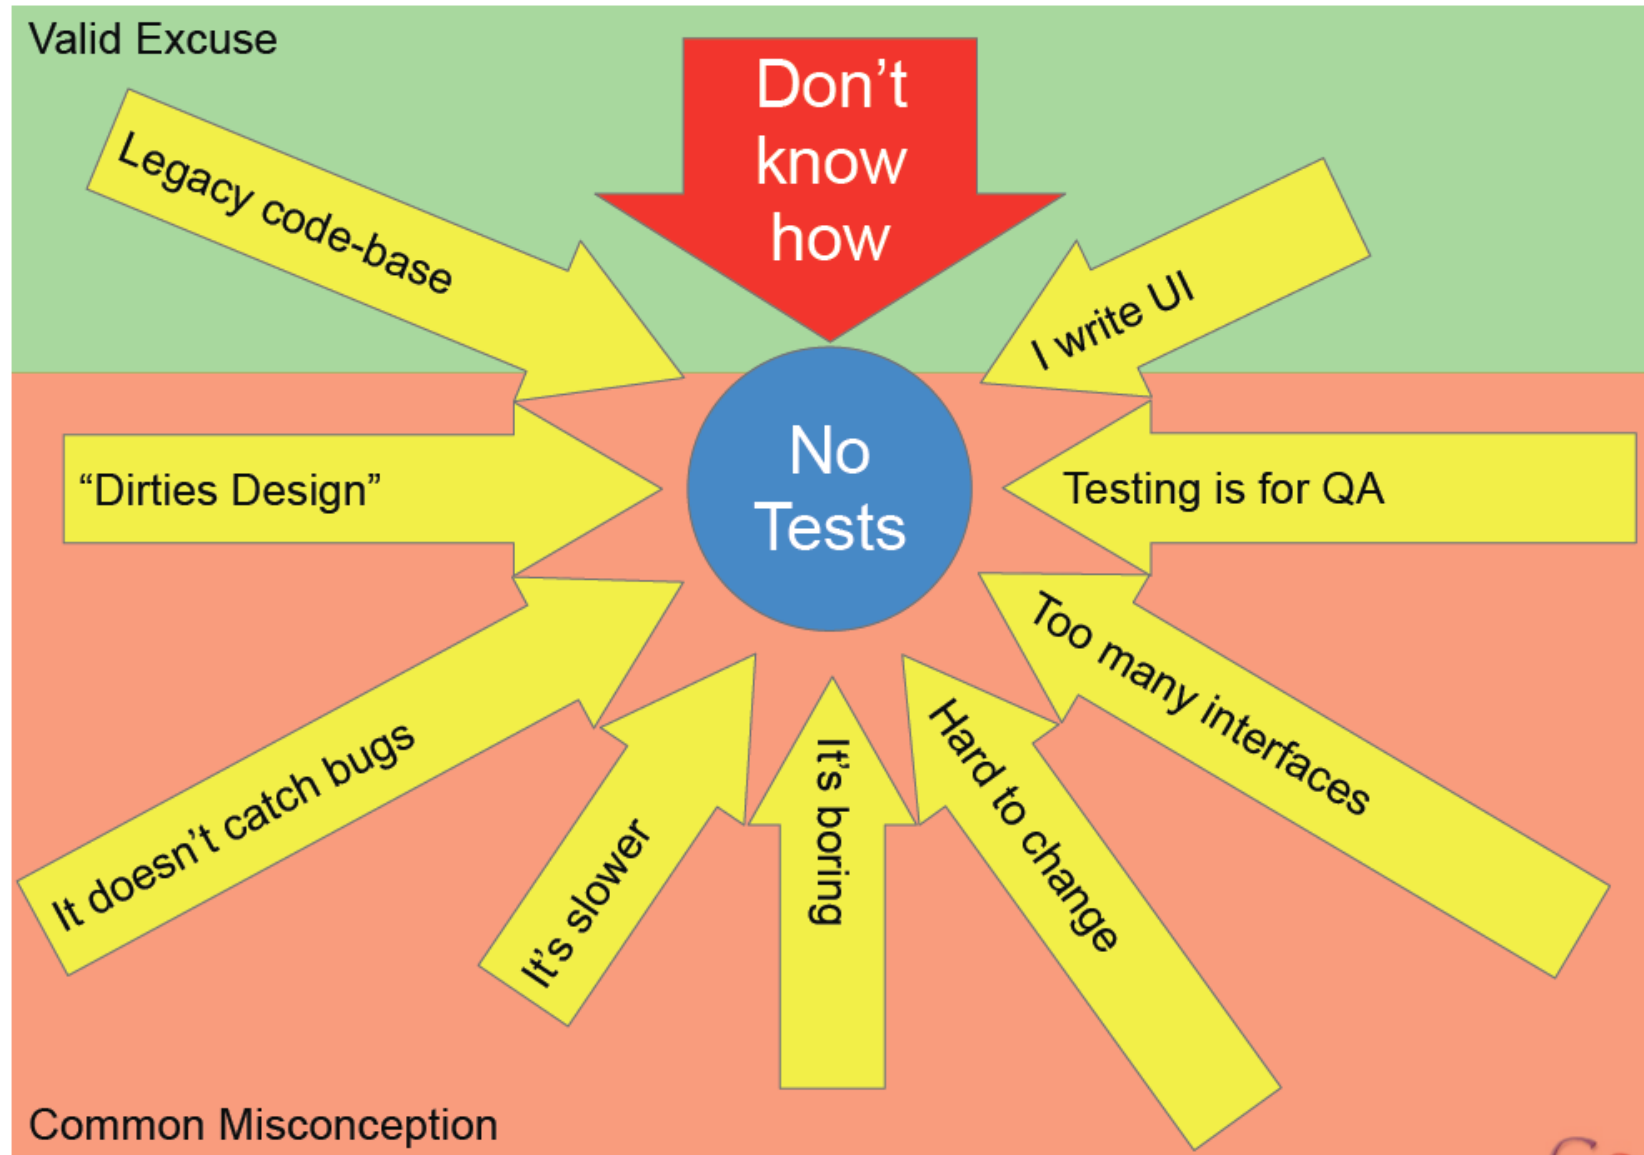 Valid Excuse
Don't
know
how
Legacy code-base
I write UI
No
Tests
“Dirties Design”
Testing is for QA
Too many interfaces
It doesn't catch bugs
It's slower
It's boring
Hard to change
Common Misconception